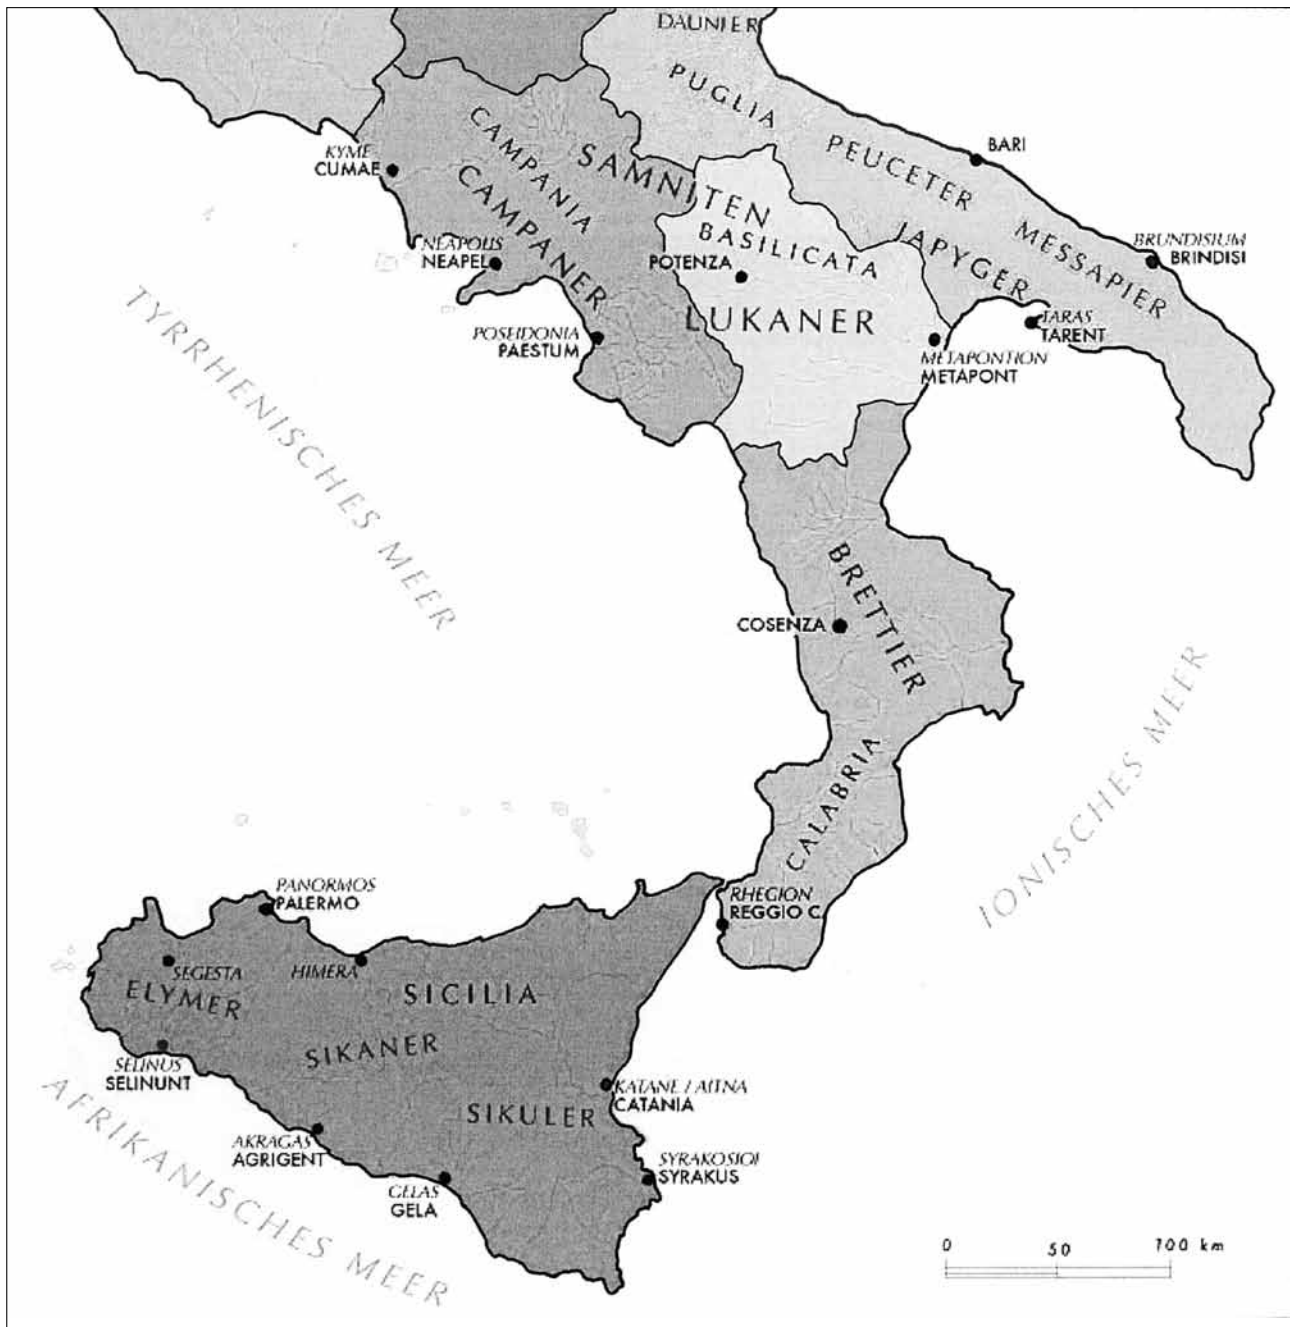 DAUNIER
PUGLIA
PEUCETER
BARI
CAMPANIA
SAMNITEN
KYME
CUMAE
CAMPANER
MESSAPIER
BASILICATA
JAPYGER
BRUNDISIUM
BRINDISI
NEAPOLIS
NEAPEL
POTENZA
LUKANER
TARAS
TARENT
POSEIDONIA
PAESTUM
METAPONTION
METAPONT
TYRRHENISCHES MEER
BRETTIER
COSENZA
IONISCHES MEER
CALABRIA
PANORMOS
PALERMO
RHEGION
REGGIO C.
SEGESTA
HIMERA
ELYMER
SICILIA
SIKANER
SELINUS
SELINUNT
KATANE / AITNA
CATANIA
SIKULER
AKRAGAS
AGRIGENT
SYRAKOSIOI
SYRAKUS
GELAS
GELA
AFRIKANISCHES MEER
0 50 100 km